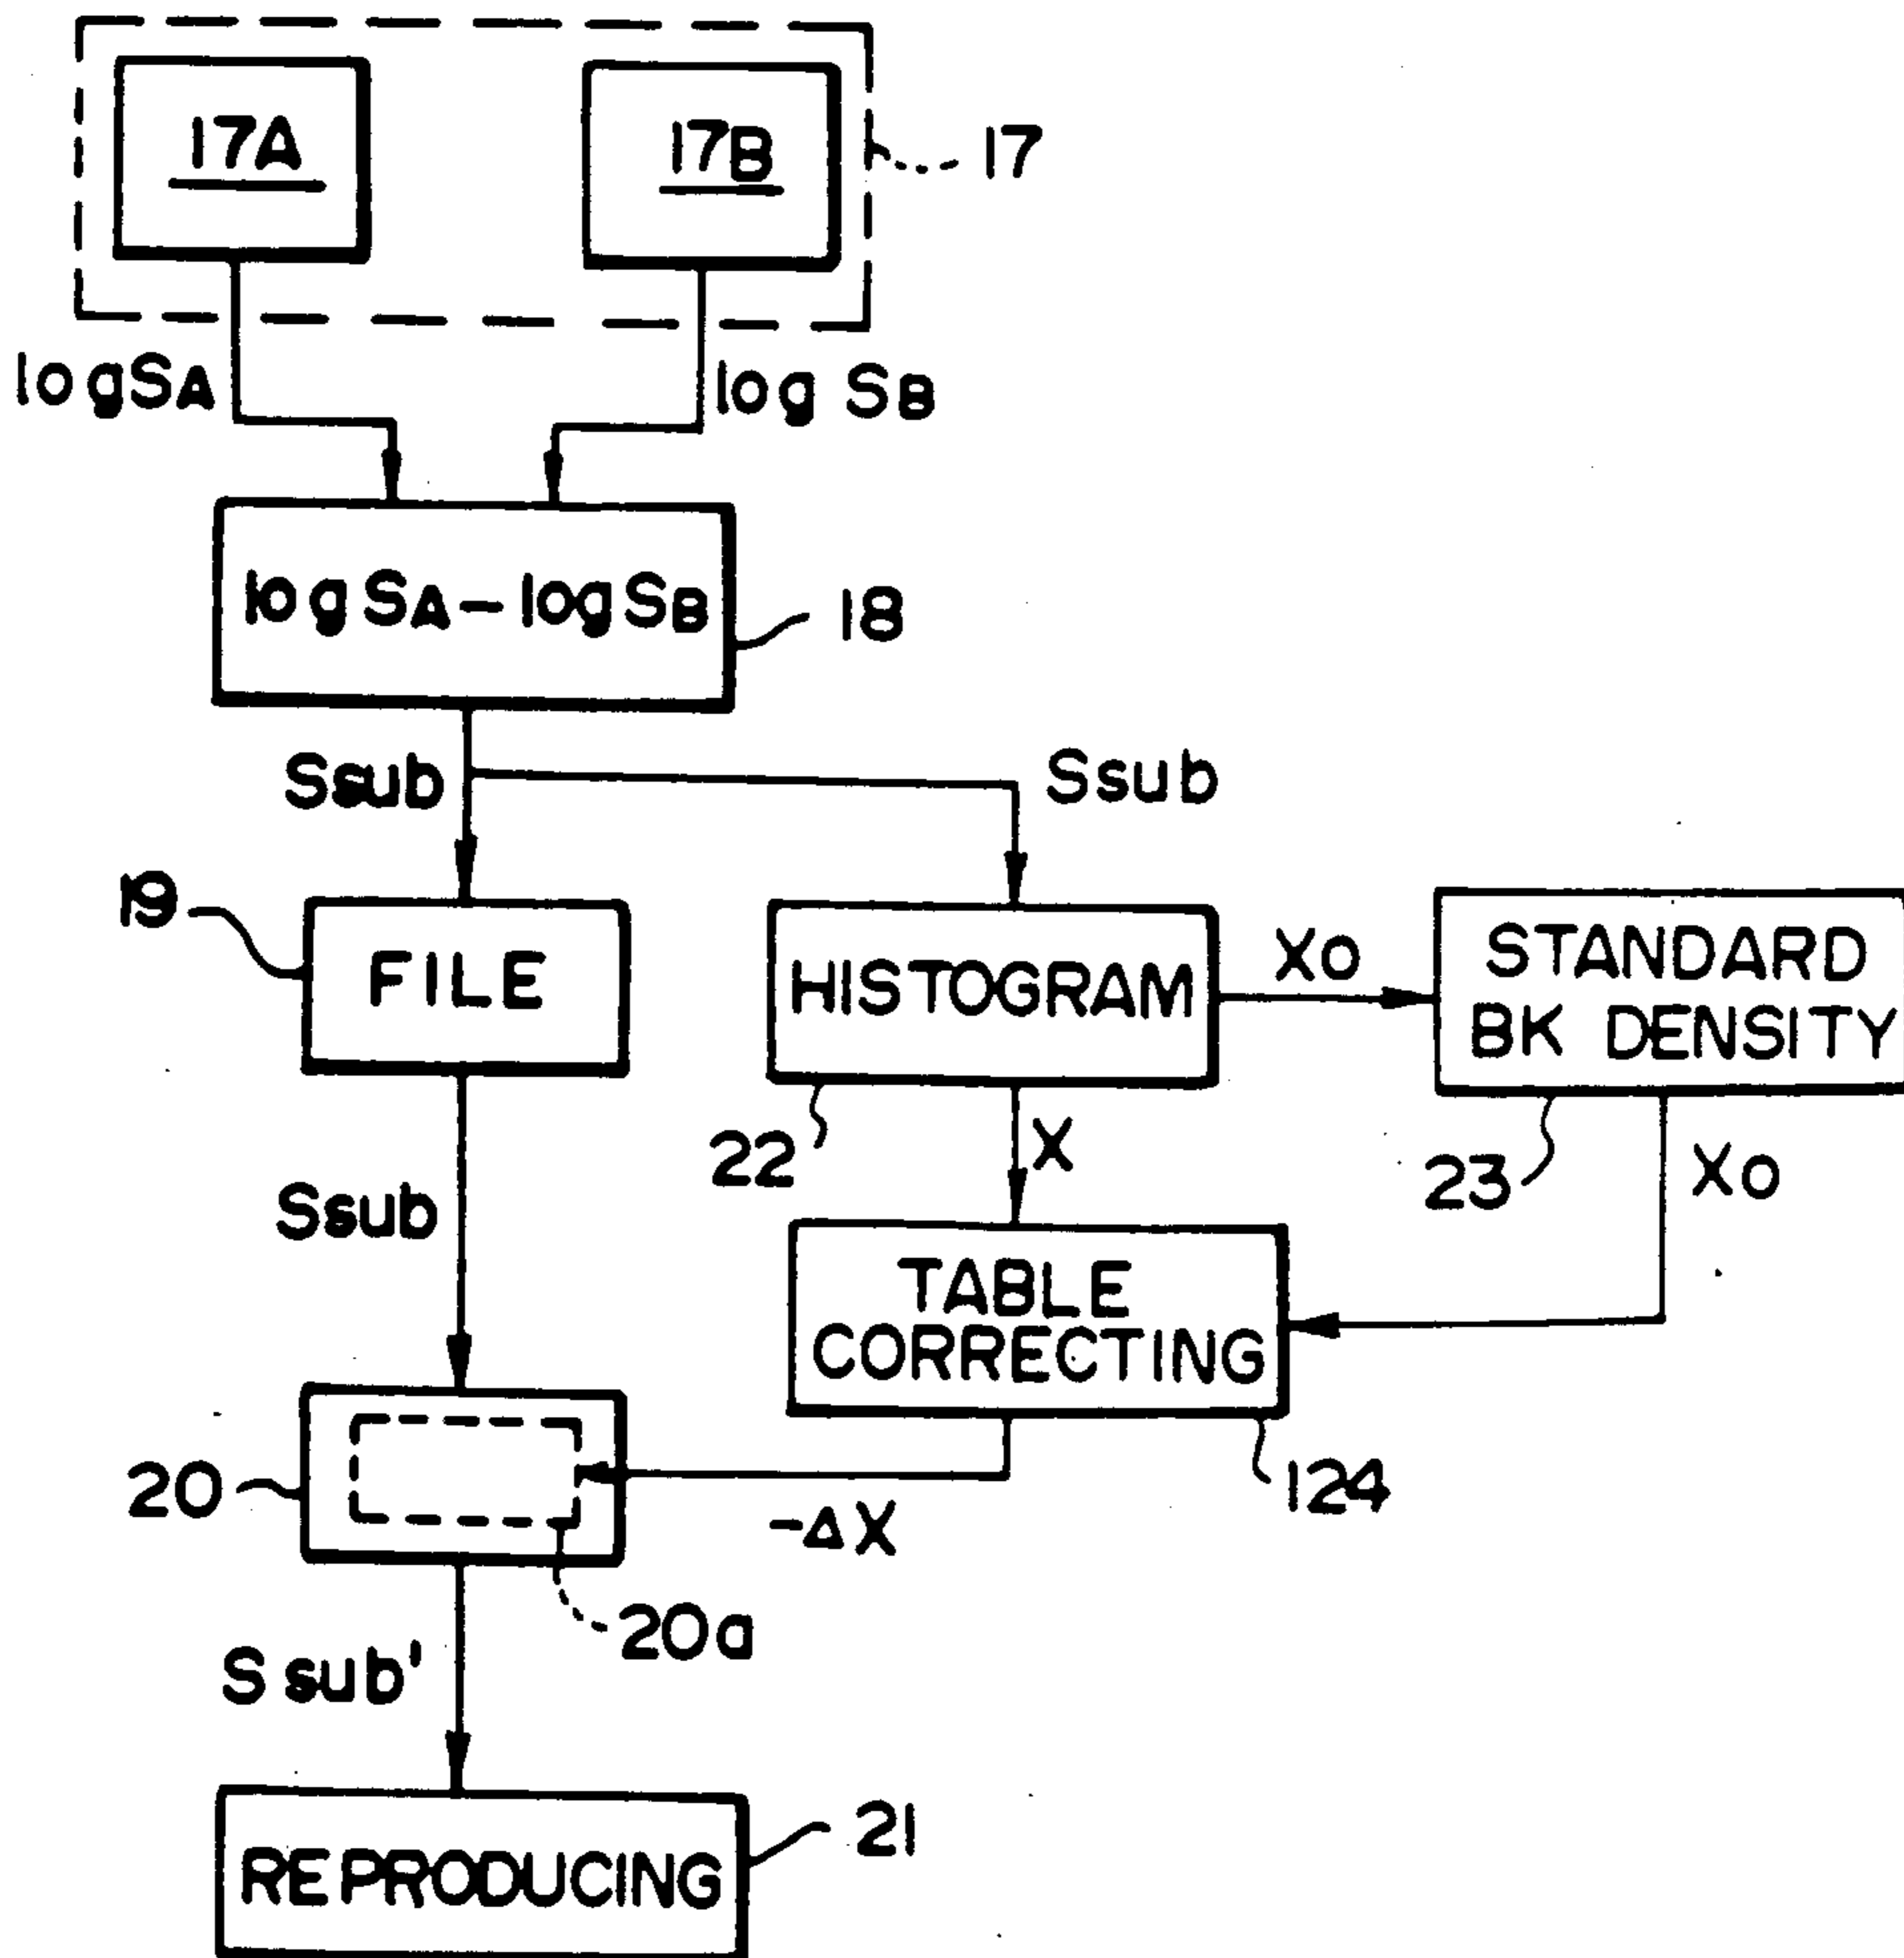 17A
17B
17
logSA
log SB
logSA-logSB
18
Ssub
Ssub
19
FILE
HISTOGRAM
Xo
STANDARD
BK DENSITY
22
X
23
Xo
Ssub
TABLE
CORRECTING
20
124
-ΔX
20a
Ssub'
21
REPRODUCING